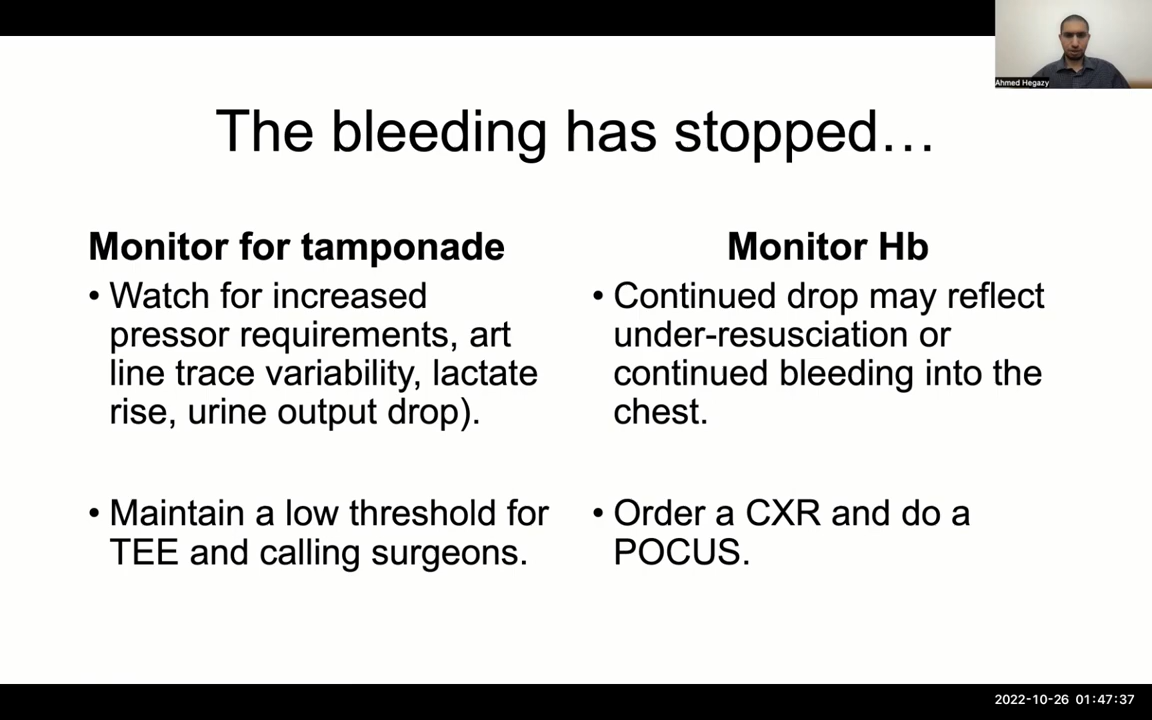 Ahmed Hegazy
The bleeding has stopped…
Monitor for tamponade
• Watch for increased
pressor requirements, art
line trace variability, lactate
rise, urine output drop).
• Maintain a low threshold for
TEE and calling surgeons.
Monitor Hb
• Continued drop may reflect
under-resusciation or
continued bleeding into the
chest.
• Order a CXR and do a
POCUS.
2022-10-26 01:47:37